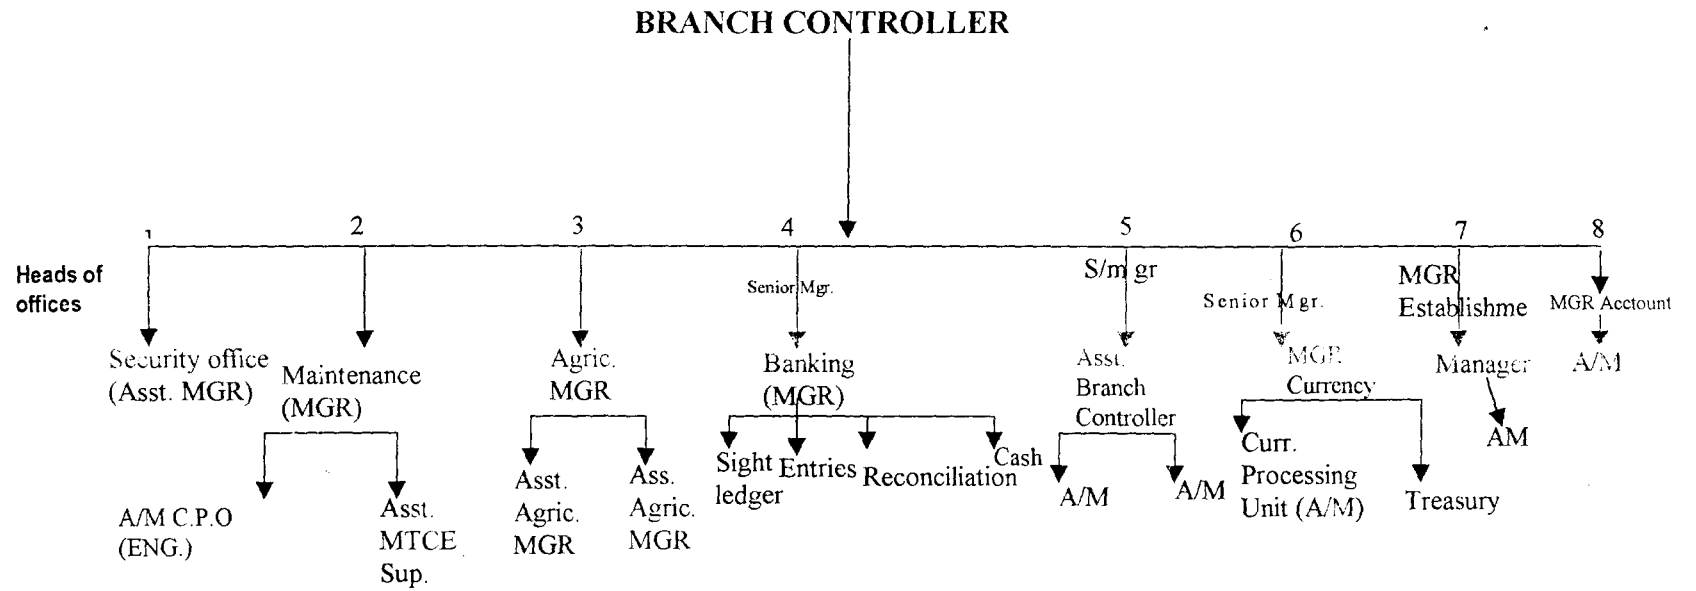 BRANCH CONTROLLER
1
2
3
4
5
6
7
8
Heads of
offices
Security office
(Asst. MGR)
Maintenance
(MGR)
A/M C.P.O
(ENG.)
Asst.
MTCE
Sup.
Agric.
MGR
Asst.
Agric.
MGR
Ass.
Agric.
MGR
Senior Mgr.
Banking
(MGR)
Sight
ledger
Entries
Reconciliation
Cash
S/m gr
Asst.
Branch
Controller
A/M
A/M
Senior Mgr.
MGR
Currency
Curr.
Processing
Unit (A/M)
Treasury
MGR
Establishme
Manager
AM
MGR Acctount
A/M